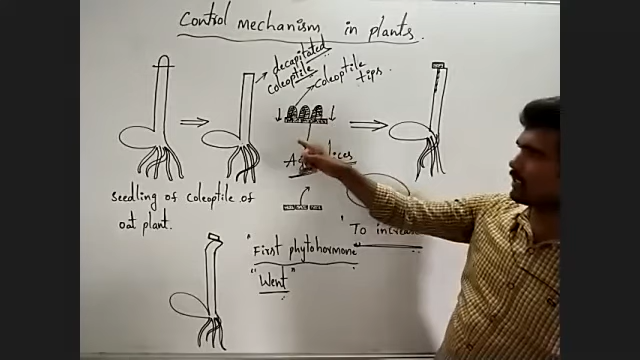 Control mechanism in plants.
decapitated
coleoptile
coleoptile
tips.
Seedling of coleoptile of
oat plant.
" First phytohormone
" Went "
" To increa